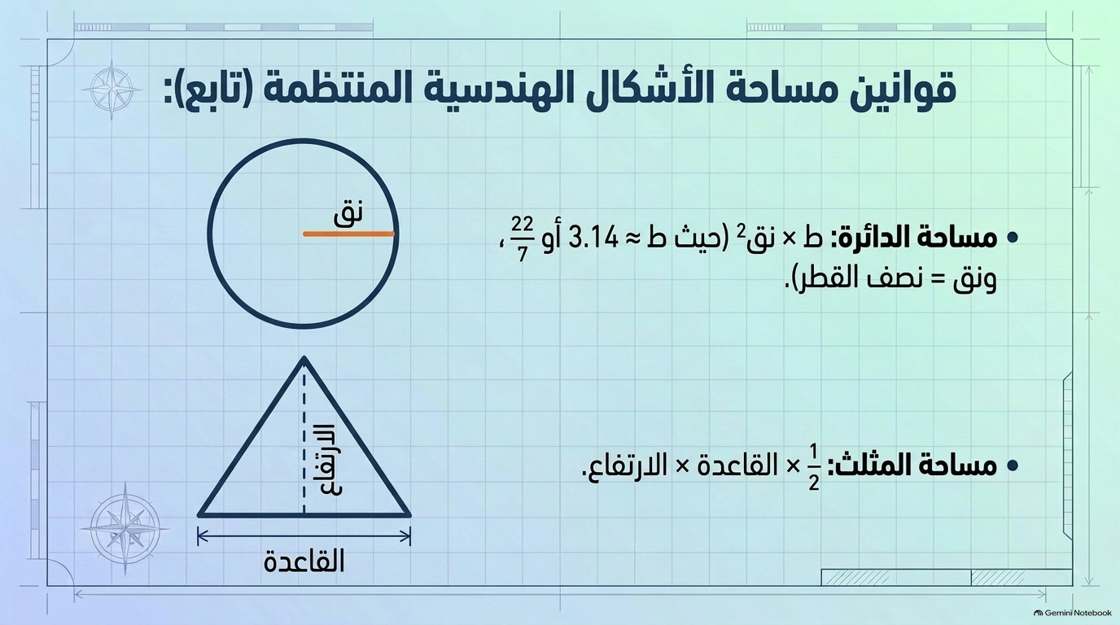 قوانين مساحة الأشكال الهندسية المنتظمة (تابع):
نق
• مساحة الدائرة: ط × نق² (حيث ط ≈ 3.14 أو 22/7 ،
ونق = نصف القطر).
الارتفاع
• مساحة المثلث: 1/2 × القاعدة × الارتفاع.
القاعدة
Gemini Notebook